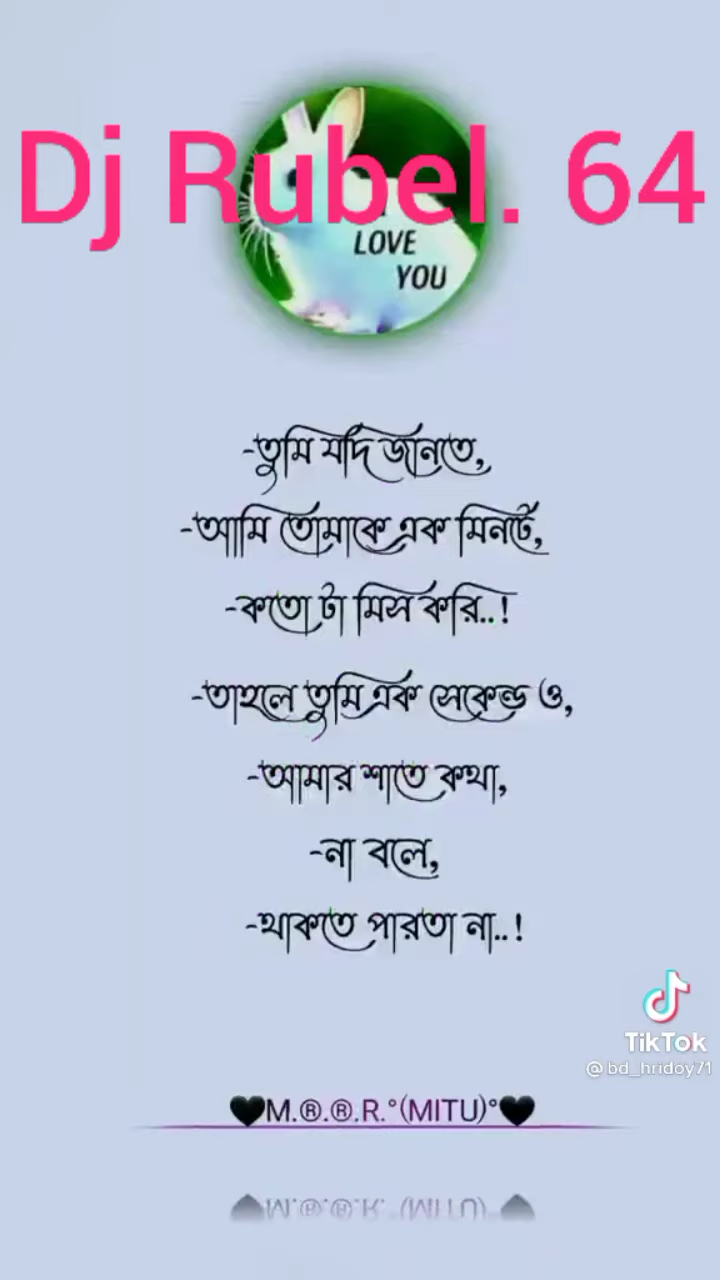 Dj Rubel. 64
LOVE
YOU
-তুমি যদি জানতে,
-আমি তোমাকে এক মিনটে,
-কতো টা মিস করি..!
-তাহলে তুমি এক সেকেন্ড ও,
-আমার শাতে কথা,
-না বলে,
-থাকতে পারতা না..!
TikTok
@bd_hridoy71
🖤M.®.®.R.°(MITU)°🖤